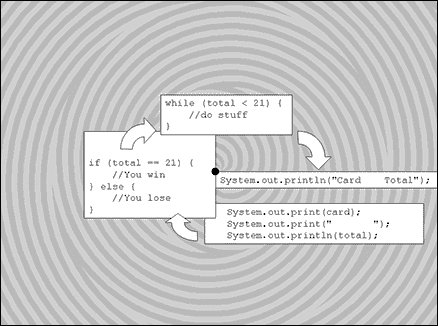 while (total < 21) {
    //do stuff
}
if (total == 21) {
    //You win
} else {
    //You lose
}
System.out.println("Card    Total");
System.out.print(card);
System.out.print("       ");
System.out.println(total);